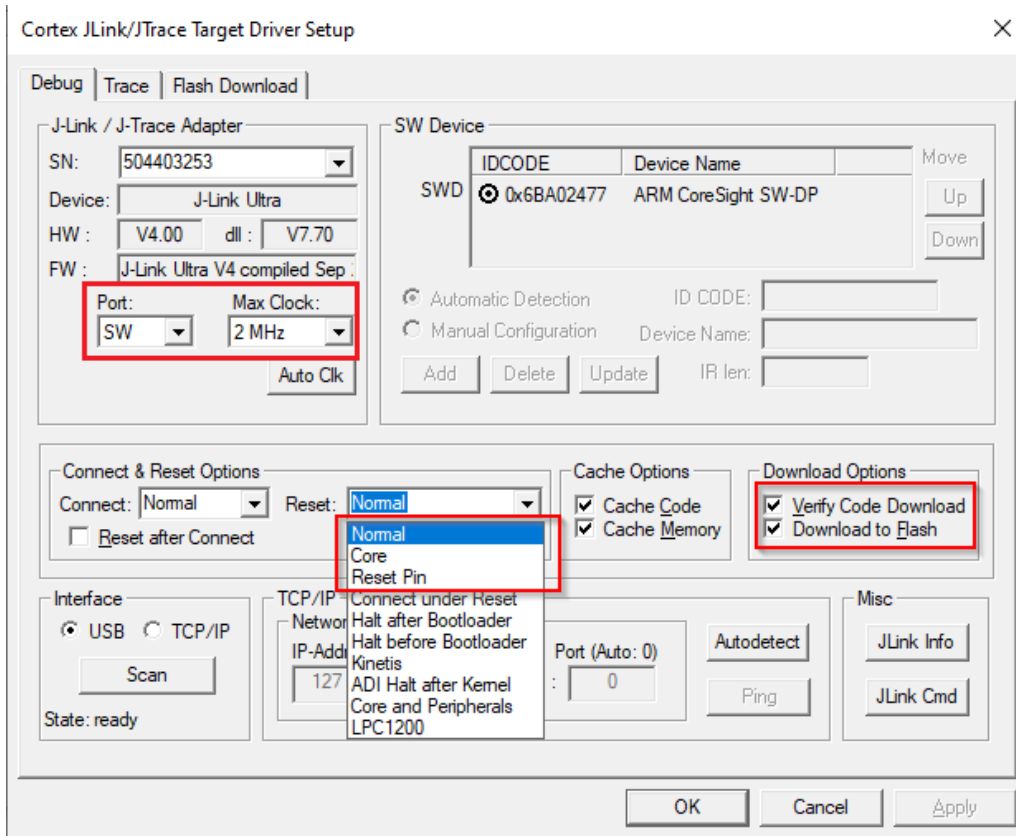 Cortex JLink/JTrace Target Driver Setup
Debug
Trace
Flash Download
J-Link / J-Trace Adapter
SN:
504403253
Device:
J-Link Ultra
HW :
V4.00
dll :
V7.70
FW :
J-Link Ultra V4 compiled Sep
Port:
Max Clock:
SW
2 MHz
Auto Clk
SW Device
IDCODE
Device Name
Move
SWD
0x6BA02477
ARM CoreSight SW-DP
Up
Down
Automatic Detection
ID CODE:
Manual Configuration
Device Name:
Add
Delete
Update
IR len:
Connect & Reset Options
Connect:
Normal
Reset:
Normal
Reset after Connect
Normal
Core
Reset Pin
Connect under Reset
Halt after Bootloader
Halt before Bootloader
Kinetis
ADI Halt after Kernel
Core and Peripherals
LPC1200
Cache Options
Cache Code
Cache Memory
Download Options
Verify Code Download
Download to Flash
Interface
USB
TCP/IP
Scan
State: ready
TCP/IP
IP-Addr
127
Port (Auto: 0)
:
0
Autodetect
Ping
Misc
JLink Info
JLink Cmd
OK
Cancel
Apply